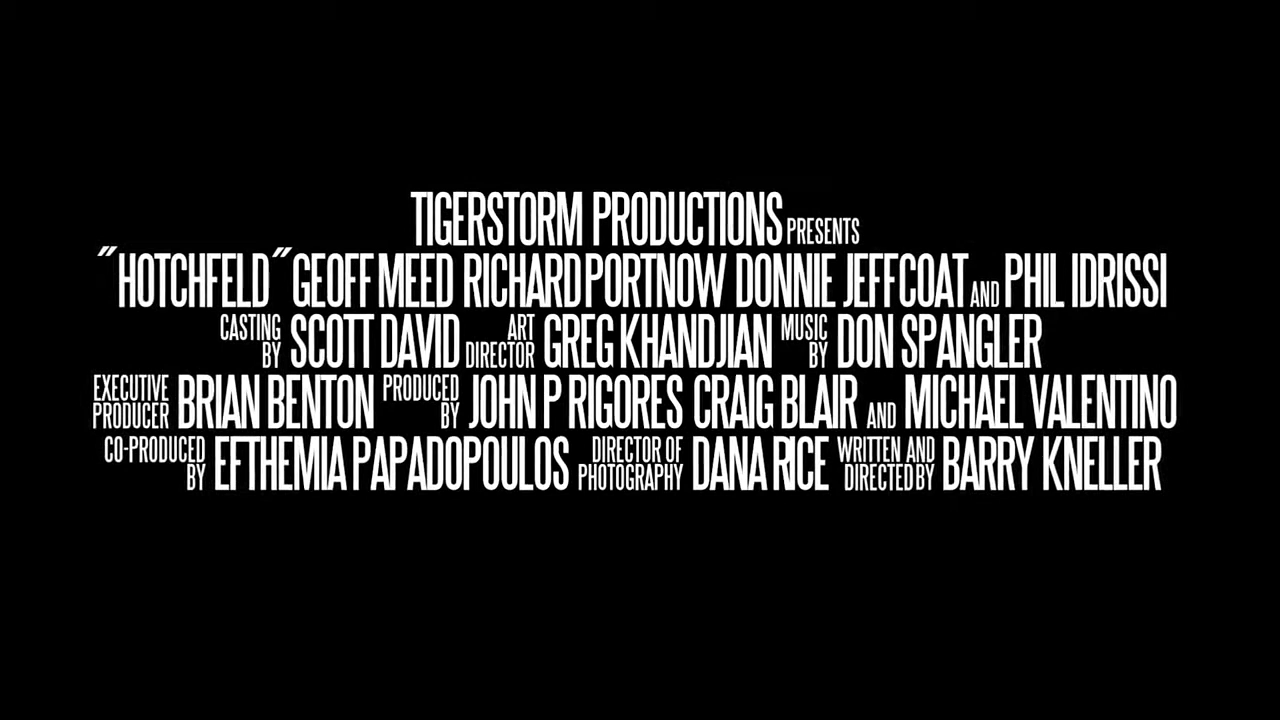 TIGERSTORM PRODUCTIONS PRESENTS
"HOTCHFELD" GEOFF MEED RICHARD PORTNOW DONNIE JEFFCOAT AND PHIL IDRISSI
CASTING BY SCOTT DAVID ART DIRECTOR GREG KHANDJIAN MUSIC BY DON SPANGLER
EXECUTIVE PRODUCER BRIAN BENTON PRODUCED BY JOHN P RIGORES CRAIG BLAIR AND MICHAEL VALENTINO
CO-PRODUCED BY EFTHEMIA PAPADOPOULOS DIRECTOR OF PHOTOGRAPHY DANA RICE WRITTEN AND DIRECTED BY BARRY KNELLER